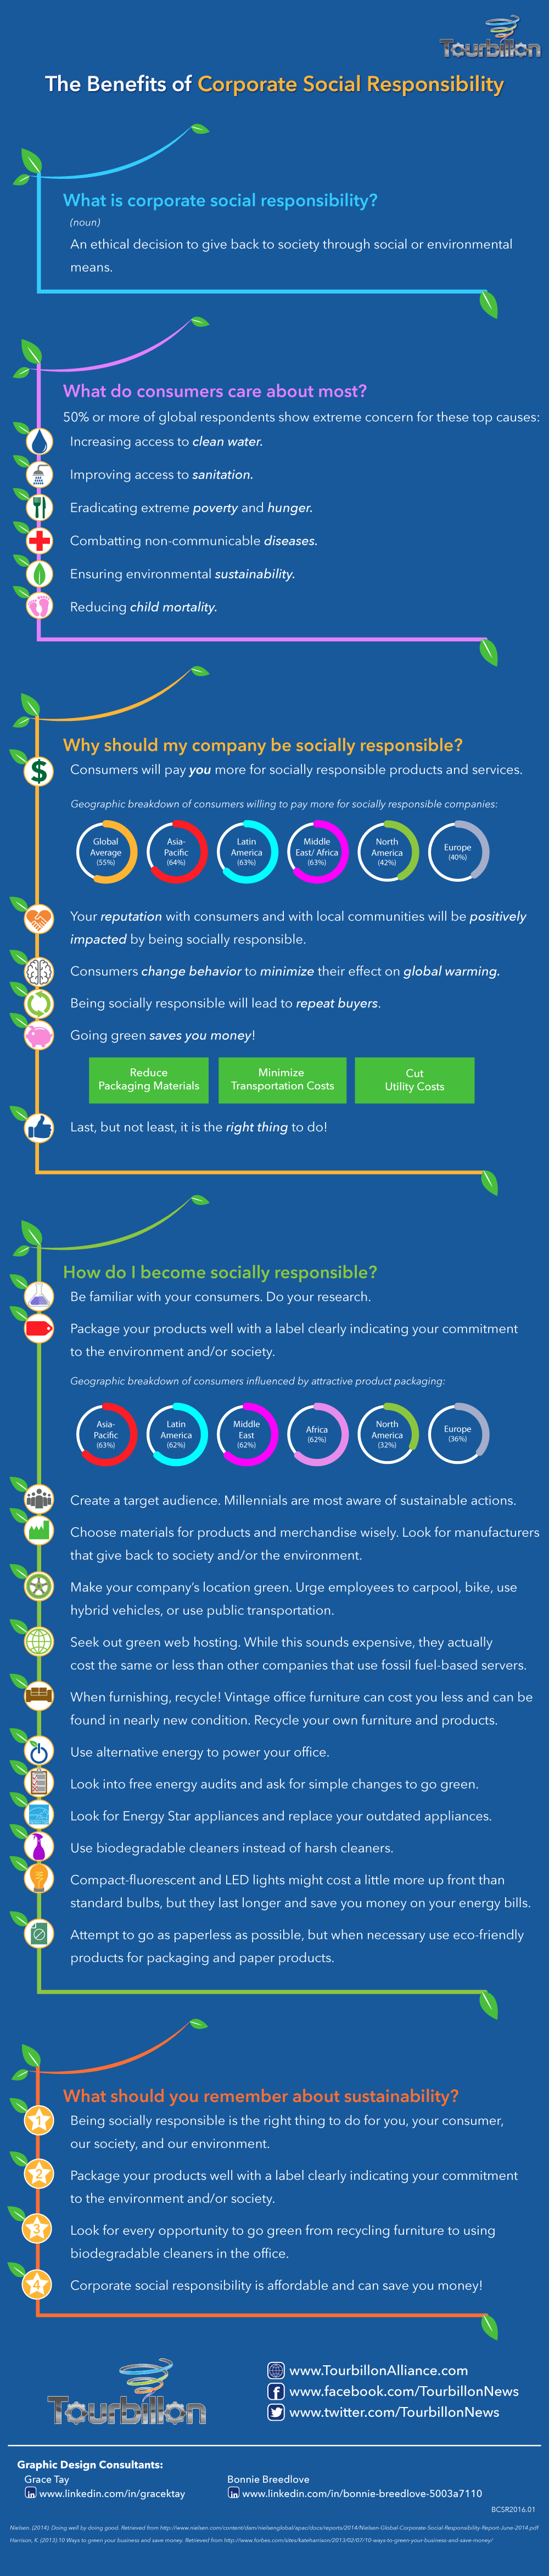 Tourbillon
The Benefits of Corporate Social Responsibility
What is corporate social responsibility?
(noun)
An ethical decision to give back to society through social or environmental
means.
What do consumers care about most?
50% or more of global respondents show extreme concern for these top causes:
Increasing access to clean water.
Improving access to sanitation.
Eradicating extreme poverty and hunger.
Combatting non-communicable diseases.
Ensuring environmental sustainability.
Reducing child mortality.
Why should my company be socially responsible?
$
Consumers will pay you more for socially responsible products and services.
Geographic breakdown of consumers willing to pay more for socially responsible companies:
Global
Average
(55%)
Asia-
Pacific
(64%)
Latin
America
(63%)
Middle
East/ Africa
(63%)
North
America
(42%)
Europe
(40%)
Your reputation with consumers and with local communities will be positively
impacted by being socially responsible.
Consumers change behavior to minimize their effect on global warming.
Being socially responsible will lead to repeat buyers.
Going green saves you money!
Reduce
Packaging Materials
Minimize
Transportation Costs
Cut
Utility Costs
Last, but not least, it is the right thing to do!
How do I become socially responsible?
Be familiar with your consumers. Do your research.
Package your products well with a label clearly indicating your commitment
to the environment and/or society.
Geographic breakdown of consumers influenced by attractive product packaging:
Asia-
Pacific
(63%)
Latin
America
(62%)
Middle
East
(62%)
Africa
(62%)
North
America
(32%)
Europe
(36%)
Create a target audience. Millennials are most aware of sustainable actions.
Choose materials for products and merchandise wisely. Look for manufacturers
that give back to society and/or the environment.
Make your company's location green. Urge employees to carpool, bike, use
hybrid vehicles, or use public transportation.
Seek out green web hosting. While this sounds expensive, they actually
cost the same or less than other companies that use fossil fuel-based servers.
When furnishing, recycle! Vintage office furniture can cost you less and can be
found in nearly new condition. Recycle your own furniture and products.
Use alternative energy to power your office.
Look into free energy audits and ask for simple changes to go green.
Look for Energy Star appliances and replace your outdated appliances.
Use biodegradable cleaners instead of harsh cleaners.
Compact-fluorescent and LED lights might cost a little more up front than
standard bulbs, but they last longer and save you money on your energy bills.
Attempt to go as paperless as possible, but when necessary use eco-friendly
products for packaging and paper products.
What should you remember about sustainability?
1
Being socially responsible is the right thing to do for you, your consumer,
our society, and our environment.
2
Package your products well with a label clearly indicating your commitment
to the environment and/or society.
3
Look for every opportunity to go green from recycling furniture to using
biodegradable cleaners in the office.
4
Corporate social responsibility is affordable and can save you money!
Tourbillon
www.TourbillonAlliance.com
www.facebook.com/TourbillonNews
www.twitter.com/TourbillonNews
Graphic Design Consultants:
Grace Tay
in www.linkedin.com/in/gracektay
Bonnie Breedlove
in www.linkedin.com/in/bonnie-breedlove-5003a7110
BCSR2016.01
Nielsen. (2014) Doing well by doing good. Retrieved from http://www.nielsen.com/content/dam/nielsenglobal/apac/docs/reports/2014/Nielsen-Global-Corporate-Social-Responsibility-Report-June-2014.pdf
Harrison, K. (2013) 10 Ways to green your business and save money. Retrieved from http://www.forbes.com/sites/kateharrison/2013/02/07/10-ways-to-green-your-business-and-save-money/